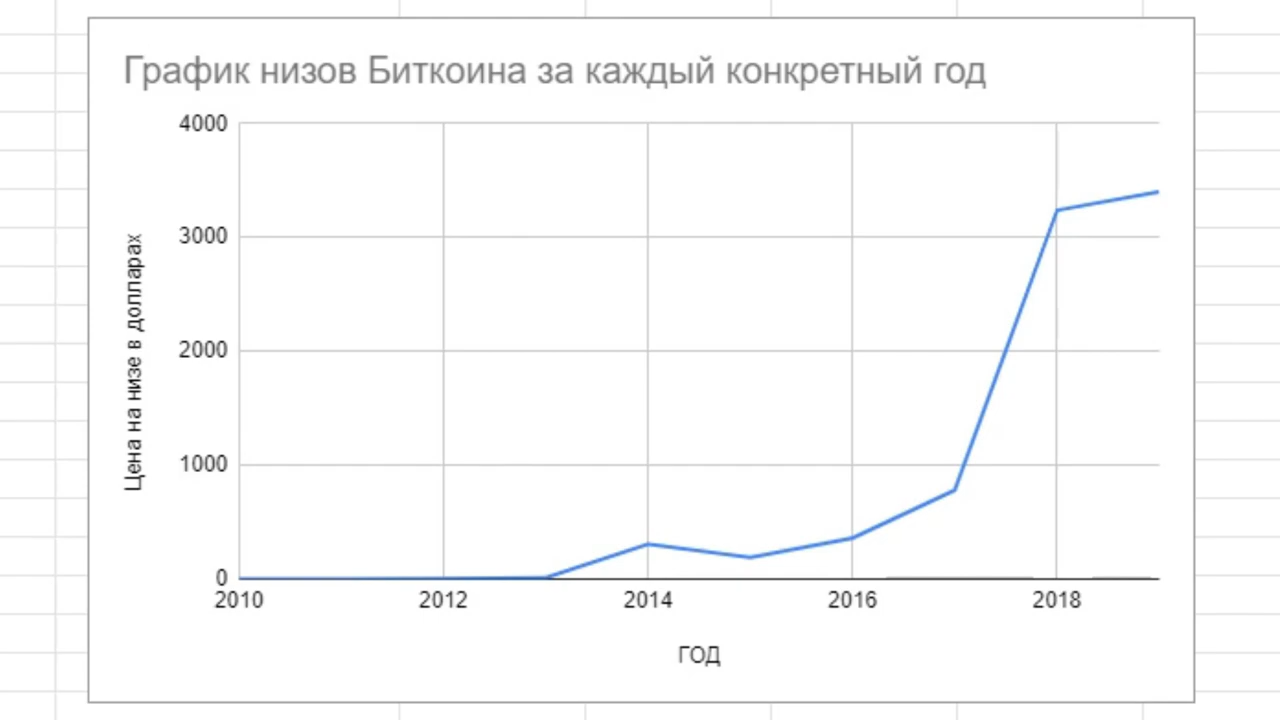 График низов Биткоина за каждый конкретный год
4000
3000
2000
1000
0
Цена на низе в долларах
2010 2012 2014 2016 2018
год